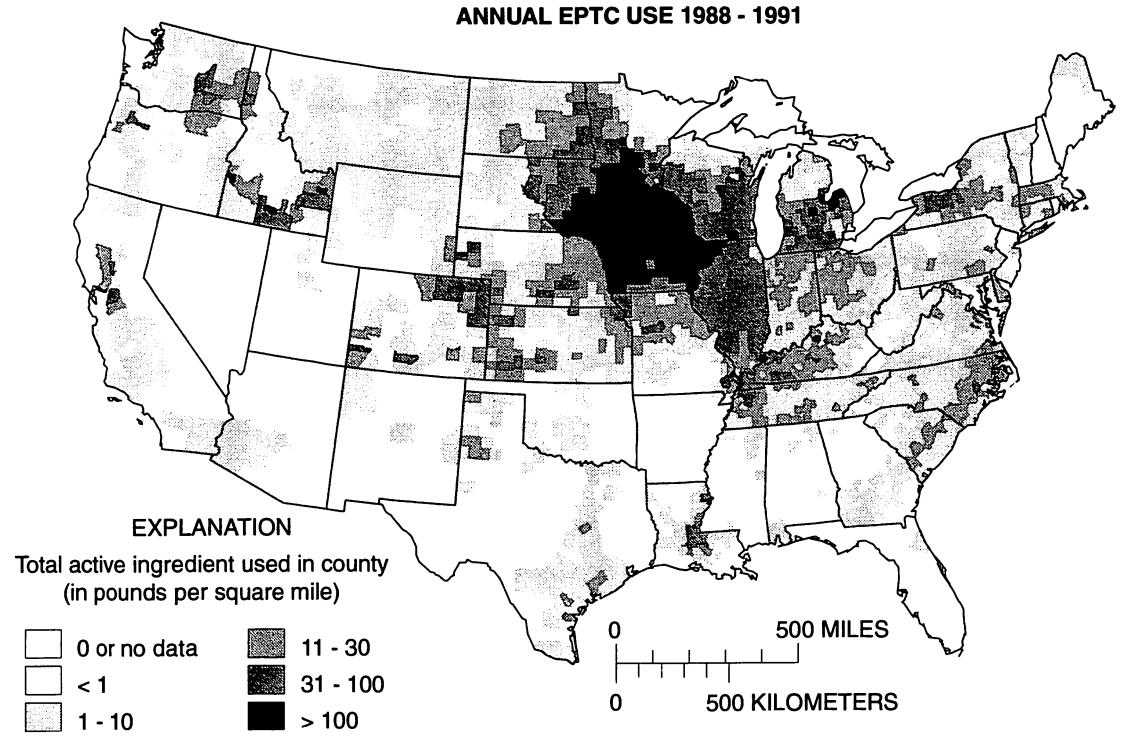 ANNUAL EPTC USE 1988 - 1991
EXPLANATION
Total active ingredient used in county
(in pounds per square mile)
0 or no data
< 1
1 - 10
11 - 30
31 - 100
> 100
0 500 MILES
0 500 KILOMETERS